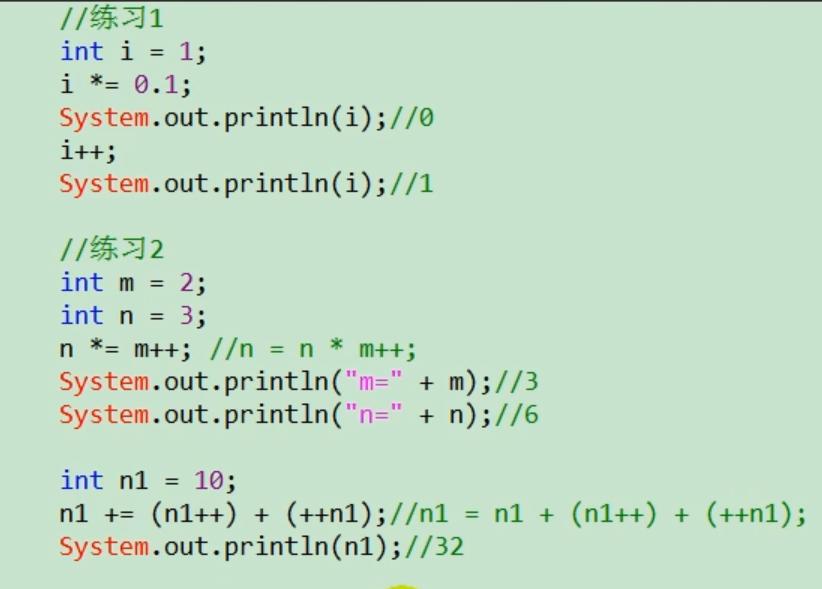 //练习1
int i = 1;
i *= 0.1;
System.out.println(i);//0
i++;
System.out.println(i);//1
//练习2
int m = 2;
int n = 3;
n *= m++; //n = n * m++;
System.out.println("m=" + m);//3
System.out.println("n=" + n);//6
int n1 = 10;
n1 += (n1++) + (++n1);//n1 = n1 + (n1++) + (++n1);
System.out.println(n1);//32